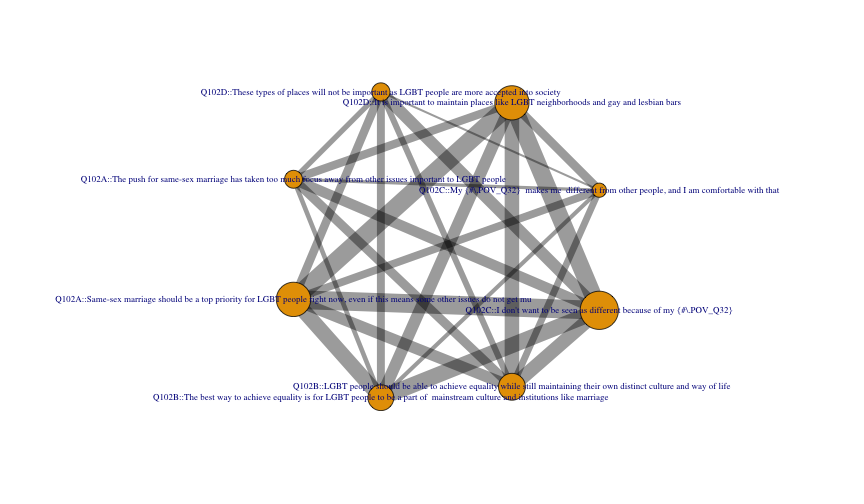 Q102D::These types of places will not be important as LGBT people are more accepted into society
Q102D::It is important to maintain places like LGBT neighborhoods and gay and lesbian bars
Q102A::The push for same-sex marriage has taken too much focus away from other issues important to LGBT people
Q102C::My {#\.POV_Q32} makes me different from other people, and I am comfortable with that
Q102A::Same-sex marriage should be a top priority for LGBT people right now, even if this means some other issues do not get mu
Q102C::I don't want to be seen as different because of my {#\.POV_Q32}
Q102B::LGBT people should be able to achieve equality while still maintaining their own distinct culture and way of life
Q102B::The best way to achieve equality is for LGBT people to be a part of mainstream culture and institutions like marriage